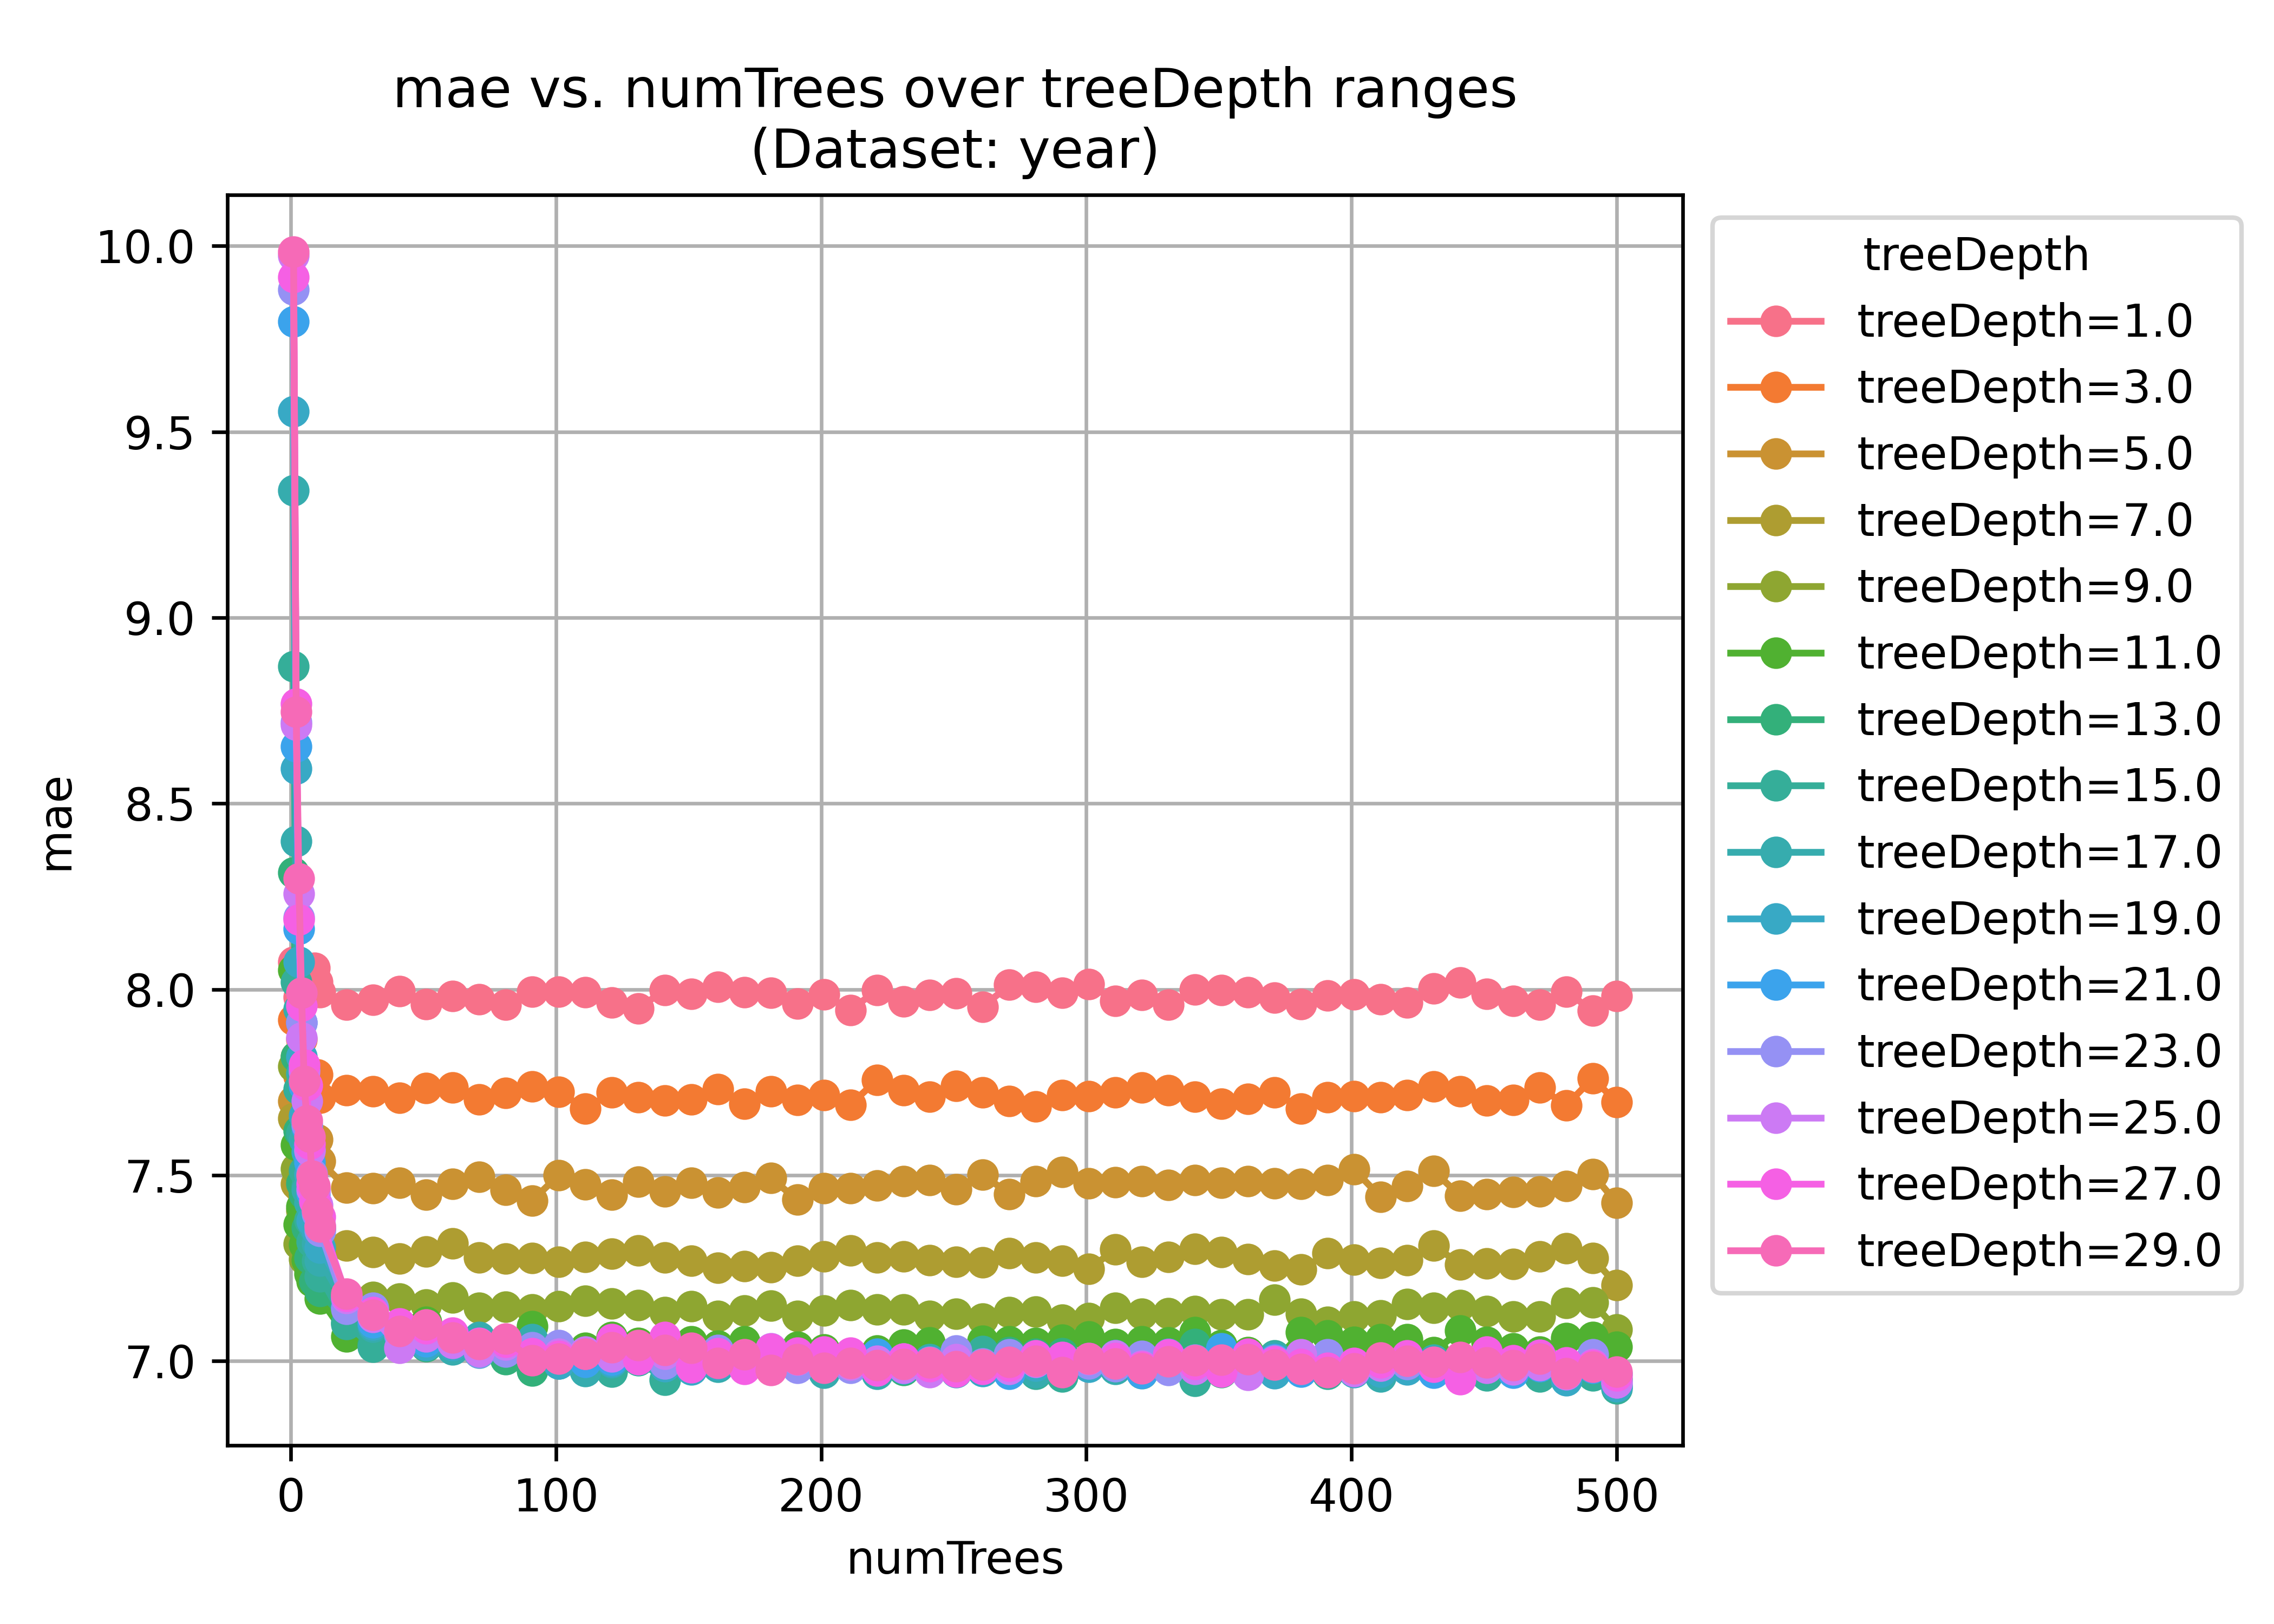 mae vs. numTrees over treeDepth ranges
(Dataset: year)
10.0
9.5
9.0
8.5
8.0
7.5
7.0
mae
0 100 200 300 400 500
numTrees
treeDepth
treeDepth=1.0
treeDepth=3.0
treeDepth=5.0
treeDepth=7.0
treeDepth=9.0
treeDepth=11.0
treeDepth=13.0
treeDepth=15.0
treeDepth=17.0
treeDepth=19.0
treeDepth=21.0
treeDepth=23.0
treeDepth=25.0
treeDepth=27.0
treeDepth=29.0